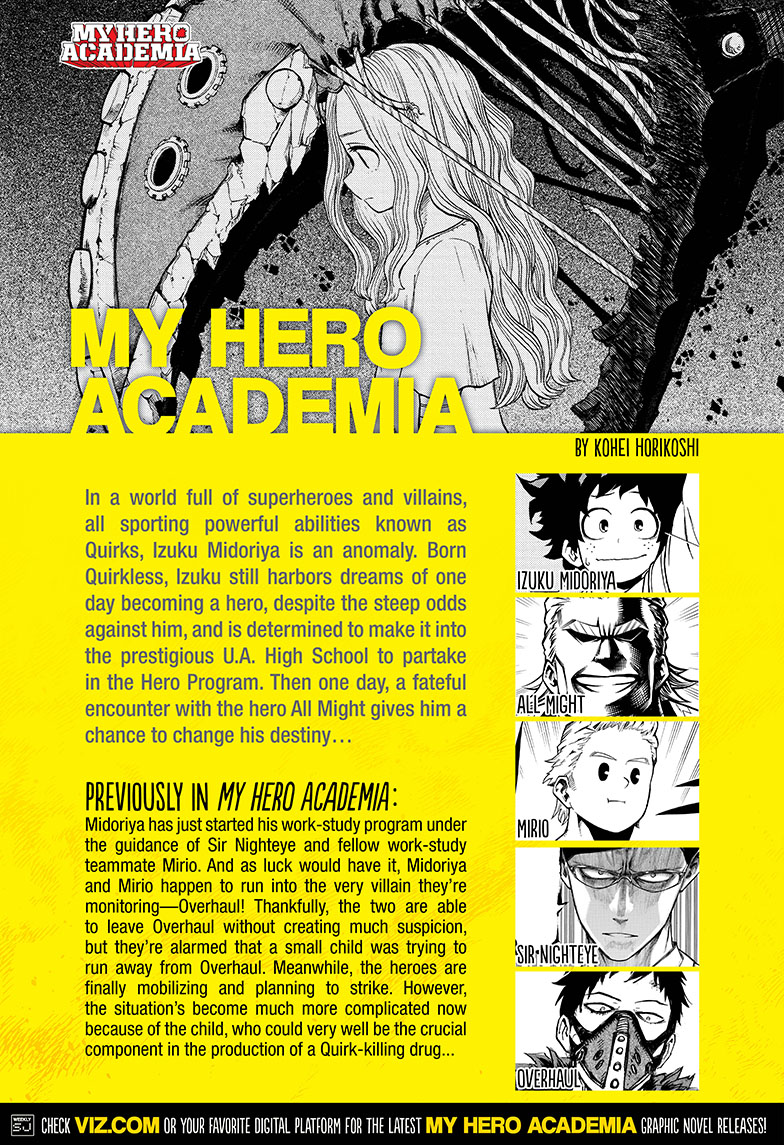 MY HERO
ACADEMIA
MY HERO
ACADEMIA
BY KOHEI HORIKOSHI
In a world full of superheroes and villains,
all sporting powerful abilities known as
Quirks, Izuku Midoriya is an anomaly. Born
Quirkless, Izuku still harbors dreams of one
day becoming a hero, despite the steep odds
against him, and is determined to make it into
the prestigious U.A. High School to partake
in the Hero Program. Then one day, a fateful
encounter with the hero All Might gives him a
chance to change his destiny...
PREVIOUSLY IN MY HERO ACADEMIA:
Midoriya has just started his work-study program under
the guidance of Sir Nighteye and fellow work-study
teammate Mirio. And as luck would have it, Midoriya
and Mirio happen to run into the very villain they're
monitoring—Overhaul! Thankfully, the two are able
to leave Overhaul without creating much suspicion,
but they're alarmed that a small child was trying to
run away from Overhaul. Meanwhile, the heroes are
finally mobilizing and planning to strike. However,
the situation's become much more complicated now
because of the child, who could very well be the crucial
component in the production of a Quirk-killing drug...
IZUKU MIDORIYA
ALL MIGHT
MIRIO
SIR NIGHTEYE
OVERHAUL
WEEKLY
SJ
CHECK VIZ.COM OR YOUR FAVORITE DIGITAL PLATFORM FOR THE LATEST MY HERO ACADEMIA GRAPHIC NOVEL RELEASES!